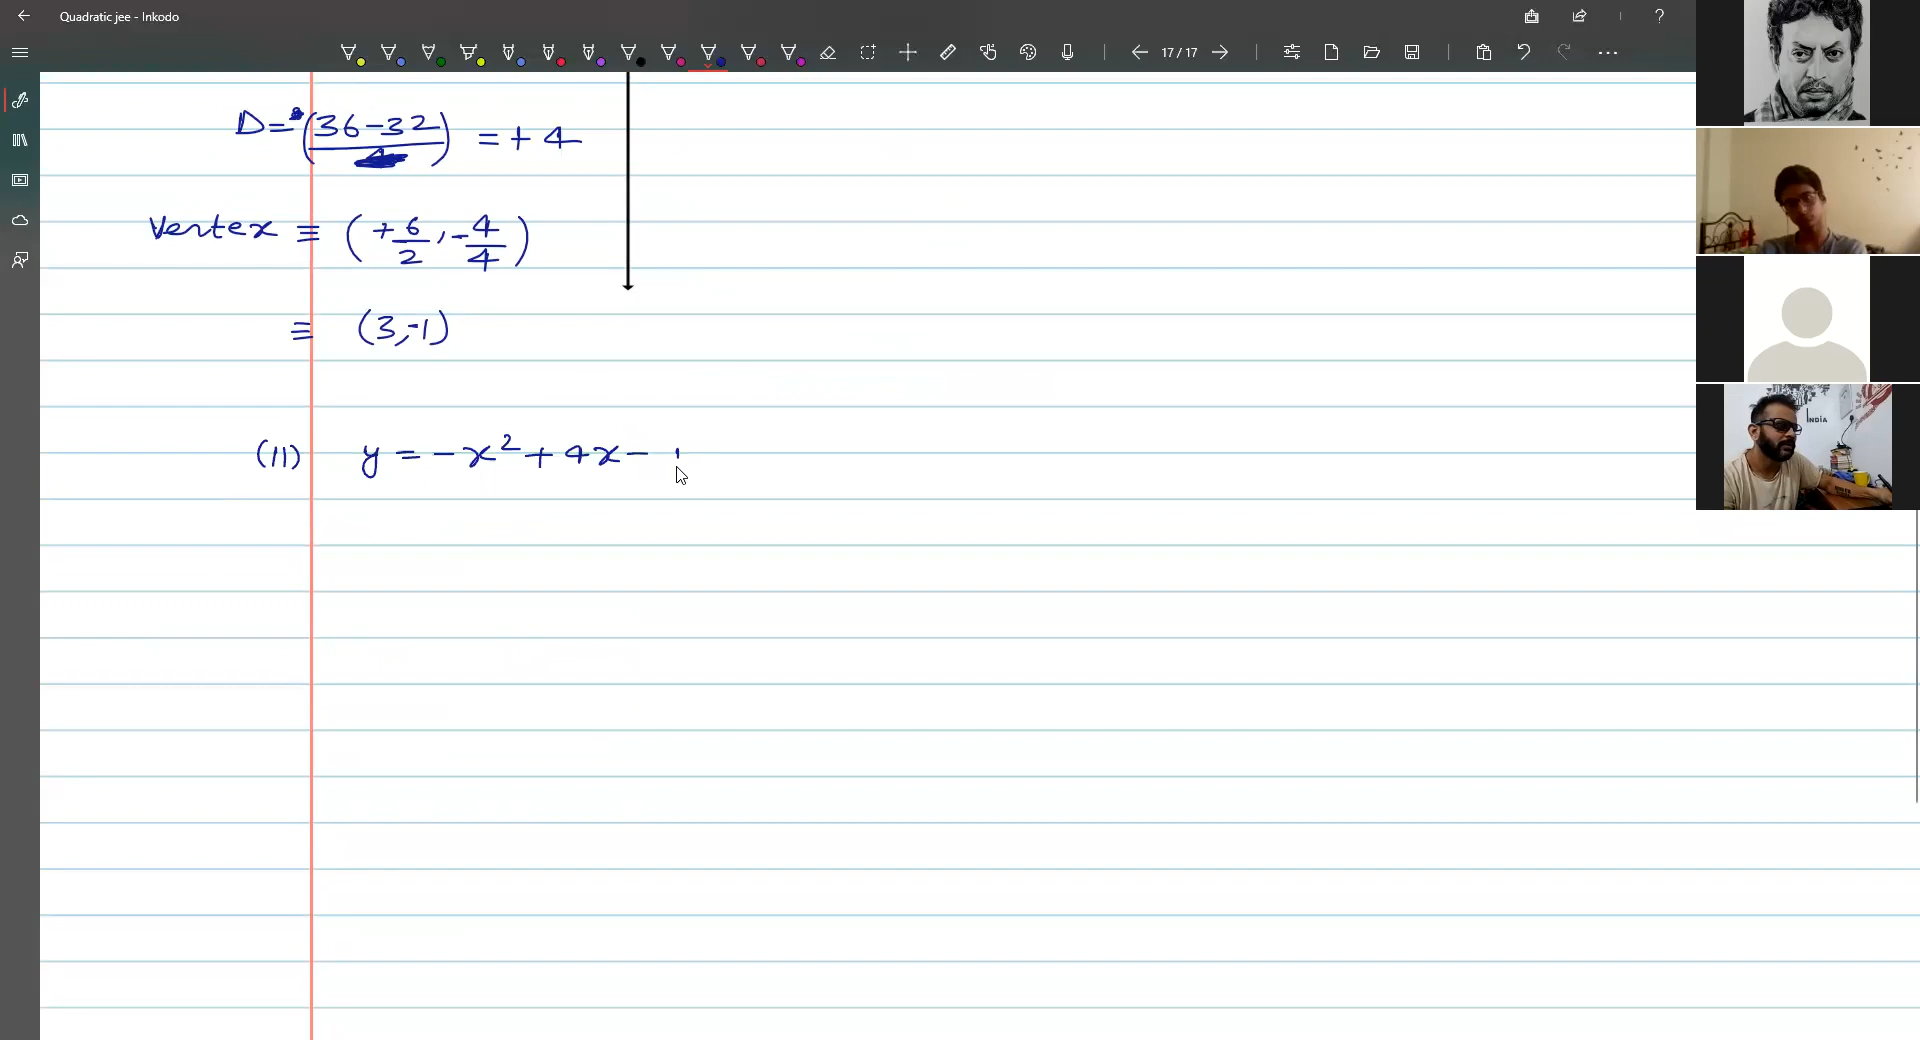 Quadratic jee - Inkodo
17 / 17
D = (36-32) = + 4
Vertex ≡ (+6/2, -4/4)
≡ (3,-1)
(11) y = -x² + 4x -
INDIA